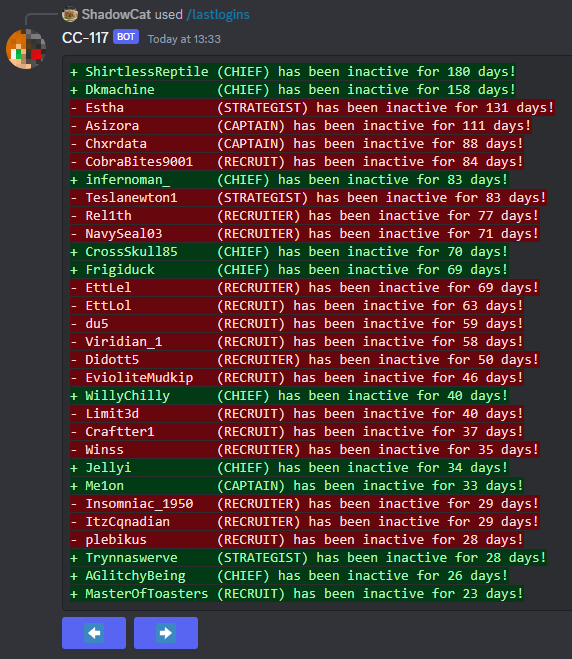 ShadowCat used /lastlogins
CC-117 BOT Today at 13:33
+ ShirtlessReptile (CHIEF) has been inactive for 180 days!
+ Dkmachine (CHIEF) has been inactive for 158 days!
- Estha (STRATEGIST) has been inactive for 131 days!
- Asizora (CAPTAIN) has been inactive for 111 days!
- Chxrdata (CAPTAIN) has been inactive for 88 days!
- CobraBites9001 (RECRUIT) has been inactive for 84 days!
+ infernoman_ (CHIEF) has been inactive for 83 days!
- Teslanewton1 (STRATEGIST) has been inactive for 83 days!
- Rel1th (RECRUITER) has been inactive for 77 days!
- NavySeal03 (RECRUITER) has been inactive for 71 days!
+ CrossSkull85 (CHIEF) has been inactive for 70 days!
+ Frigiduck (CHIEF) has been inactive for 69 days!
- EttLel (RECRUITER) has been inactive for 69 days!
- EttLol (RECRUIT) has been inactive for 63 days!
- du5 (RECRUIT) has been inactive for 59 days!
- Viridian_1 (RECRUIT) has been inactive for 58 days!
- Didott5 (RECRUITER) has been inactive for 50 days!
- EvioliteMudkip (RECRUIT) has been inactive for 46 days!
+ WillyChilly (CHIEF) has been inactive for 40 days!
- Limit3d (RECRUIT) has been inactive for 40 days!
- Craftter1 (RECRUIT) has been inactive for 37 days!
- Winss (RECRUITER) has been inactive for 35 days!
+ Jellyi (CHIEF) has been inactive for 34 days!
+ Me1on (CAPTAIN) has been inactive for 33 days!
- Insomniac_1950 (RECRUITER) has been inactive for 29 days!
- ItzCqnadian (RECRUITER) has been inactive for 29 days!
- plebikus (RECRUIT) has been inactive for 28 days!
+ Trynnaswerve (STRATEGIST) has been inactive for 28 days!
+ AGlitchyBeing (CHIEF) has been inactive for 26 days!
+ MasterOfToasters (RECRUIT) has been inactive for 23 days!